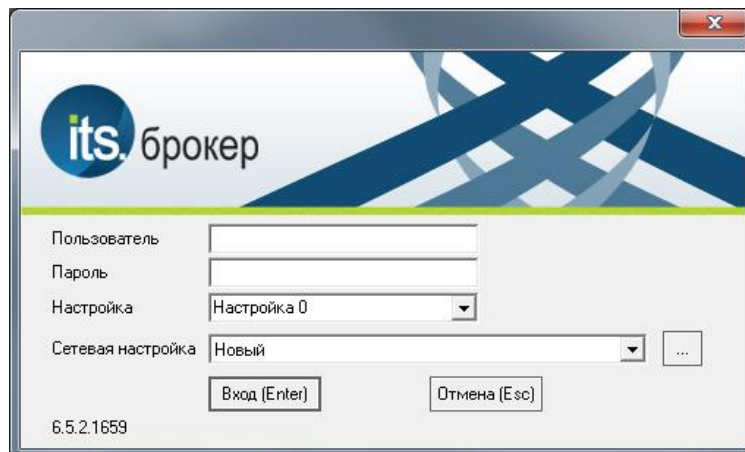 its. брокер
Пользователь
Пароль
Настройка Настройка 0
Сетевая настройка Новый ...
Вход (Enter) Отмена (Esc)
6.5.2.1659